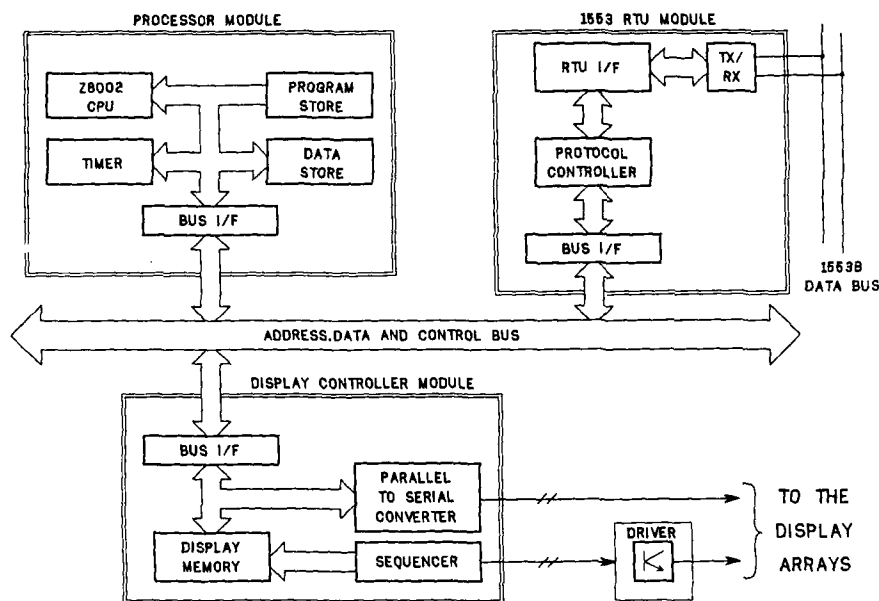 PROCESSOR MODULE
Z8002
CPU
PROGRAM
STORE
TIMER
DATA
STORE
BUS I/F
1553 RTU MODULE
RTU I/F
TX/
RX
PROTOCOL
CONTROLLER
BUS I/F
1553B
DATA BUS
ADDRESS,DATA AND CONTROL BUS
DISPLAY CONTROLLER MODULE
BUS I/F
PARALLEL
TO SERIAL
CONVERTER
DISPLAY
MEMORY
SEQUENCER
DRIVER
TO THE
DISPLAY
ARRAYS